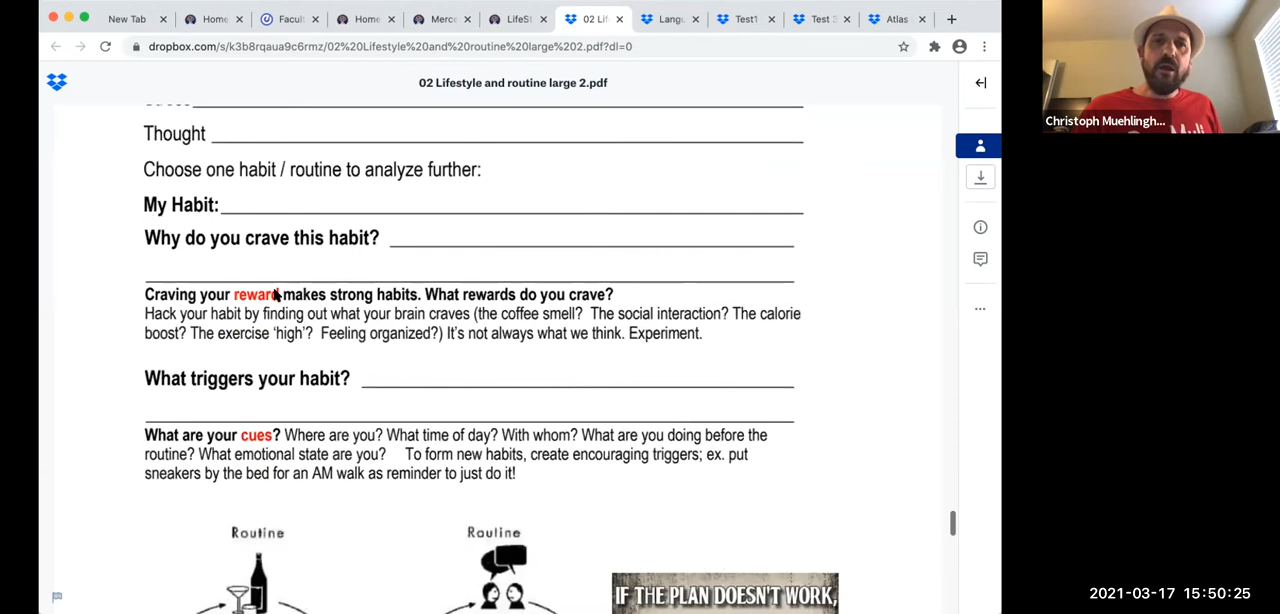 New Tab
Home
Facul
Home
Merce
LifeSt
02 Lif
Langu
Test1
Test 3
Atlas
dropbox.com/s/k3b8rqaua9c6rmz/02%20Lifestyle%20and%20routine%20large%202.pdf?dl=0
02 Lifestyle and routine large 2.pdf
Christoph Muehlingh...
Thought
Choose one habit / routine to analyze further:
My Habit:
Why do you crave this habit?
Craving your reward makes strong habits. What rewards do you crave?
Hack your habit by finding out what your brain craves (the coffee smell? The social interaction? The calorie
boost? The exercise 'high'? Feeling organized?) It's not always what we think. Experiment.
What triggers your habit?
What are your cues? Where are you? What time of day? With whom? What are you doing before the
routine? What emotional state are you? To form new habits, create encouraging triggers; ex. put
sneakers by the bed for an AM walk as reminder to just do it!
Routine
Routine
IF THE PLAN DOESN'T WORK,
2021-03-17 15:50:25